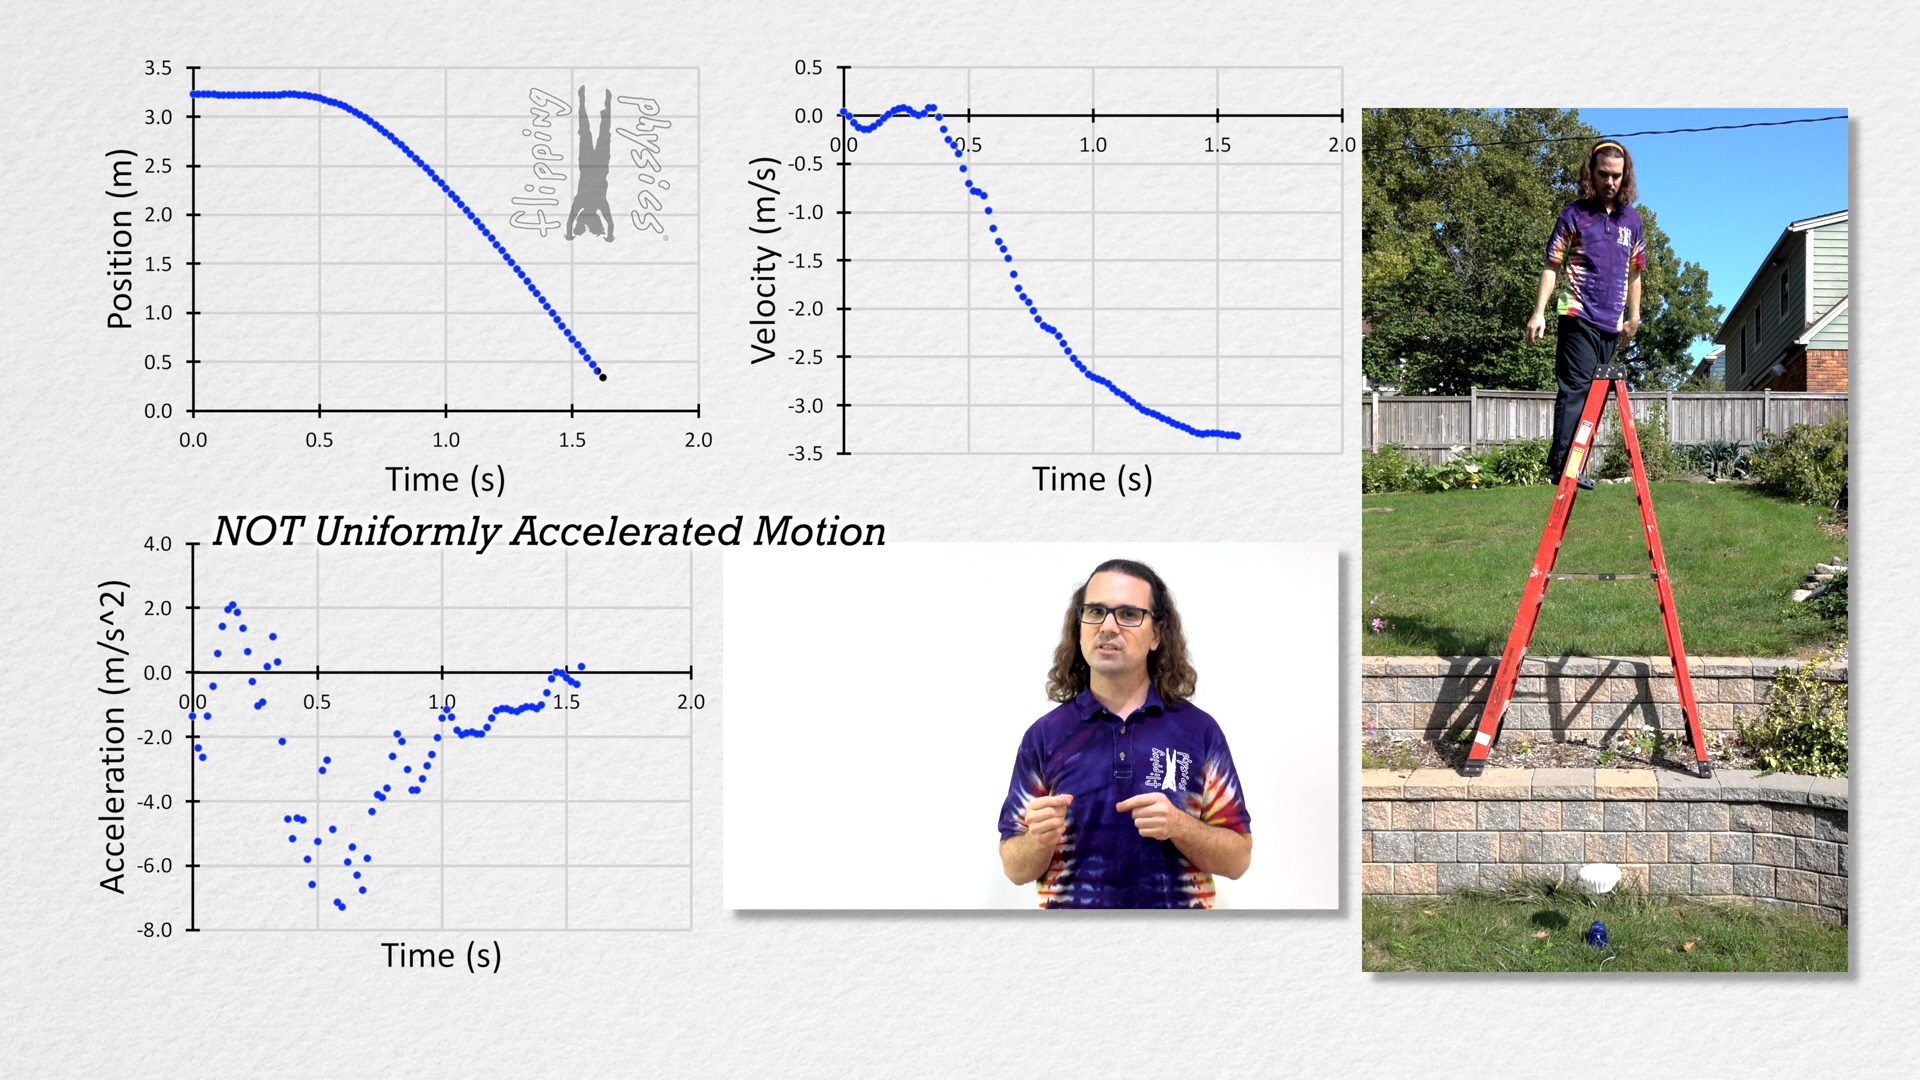 3.5
3.0
2.5
2.0
1.5
1.0
0.5
0.0
Position (m)
0.0 0.5 1.0 1.5 2.0
Time (s)
flipping physics
®
0.5
0.0
-0.5
-1.0
-1.5
-2.0
-2.5
-3.0
-3.5
Velocity (m/s)
0.0 0.5 1.0 1.5 2.0
Time (s)
NOT Uniformly Accelerated Motion
4.0
2.0
0.0
-2.0
-4.0
-6.0
-8.0
Acceleration (m/s^2)
0.0 0.5 1.0 1.5 2.0
Time (s)
flipping physics